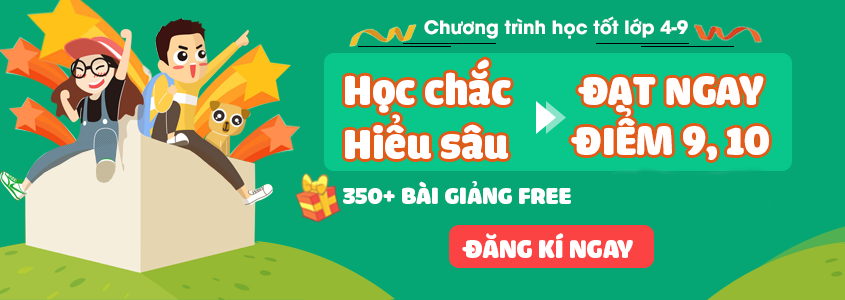 Chương trình học tốt lớp 4-9
Học chắc
Hiểu sâu
ĐẠT NGAY
ĐIỂM 9, 10
350+ BÀI GIẢNG FREE
ĐĂNG KÍ NGAY